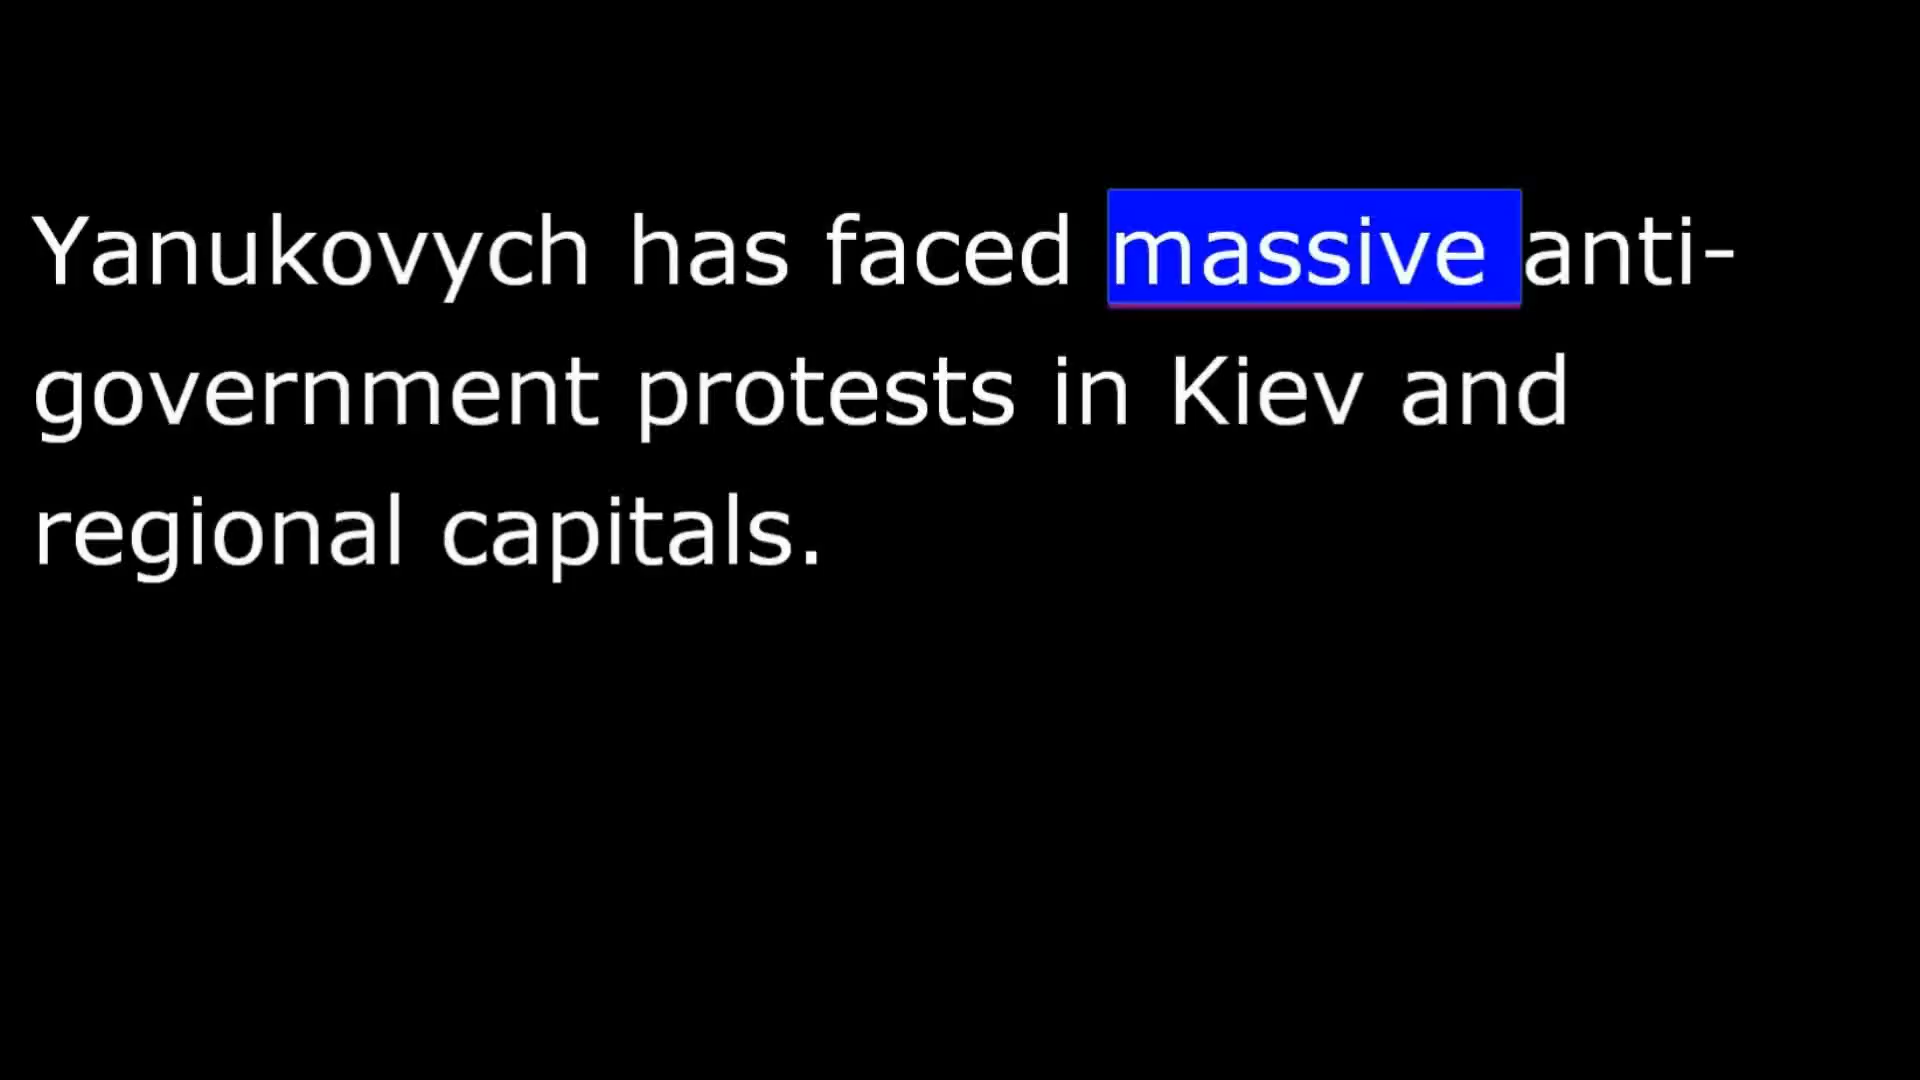 Yanukovych has faced massive anti-
government protests in Kiev and
regional capitals.